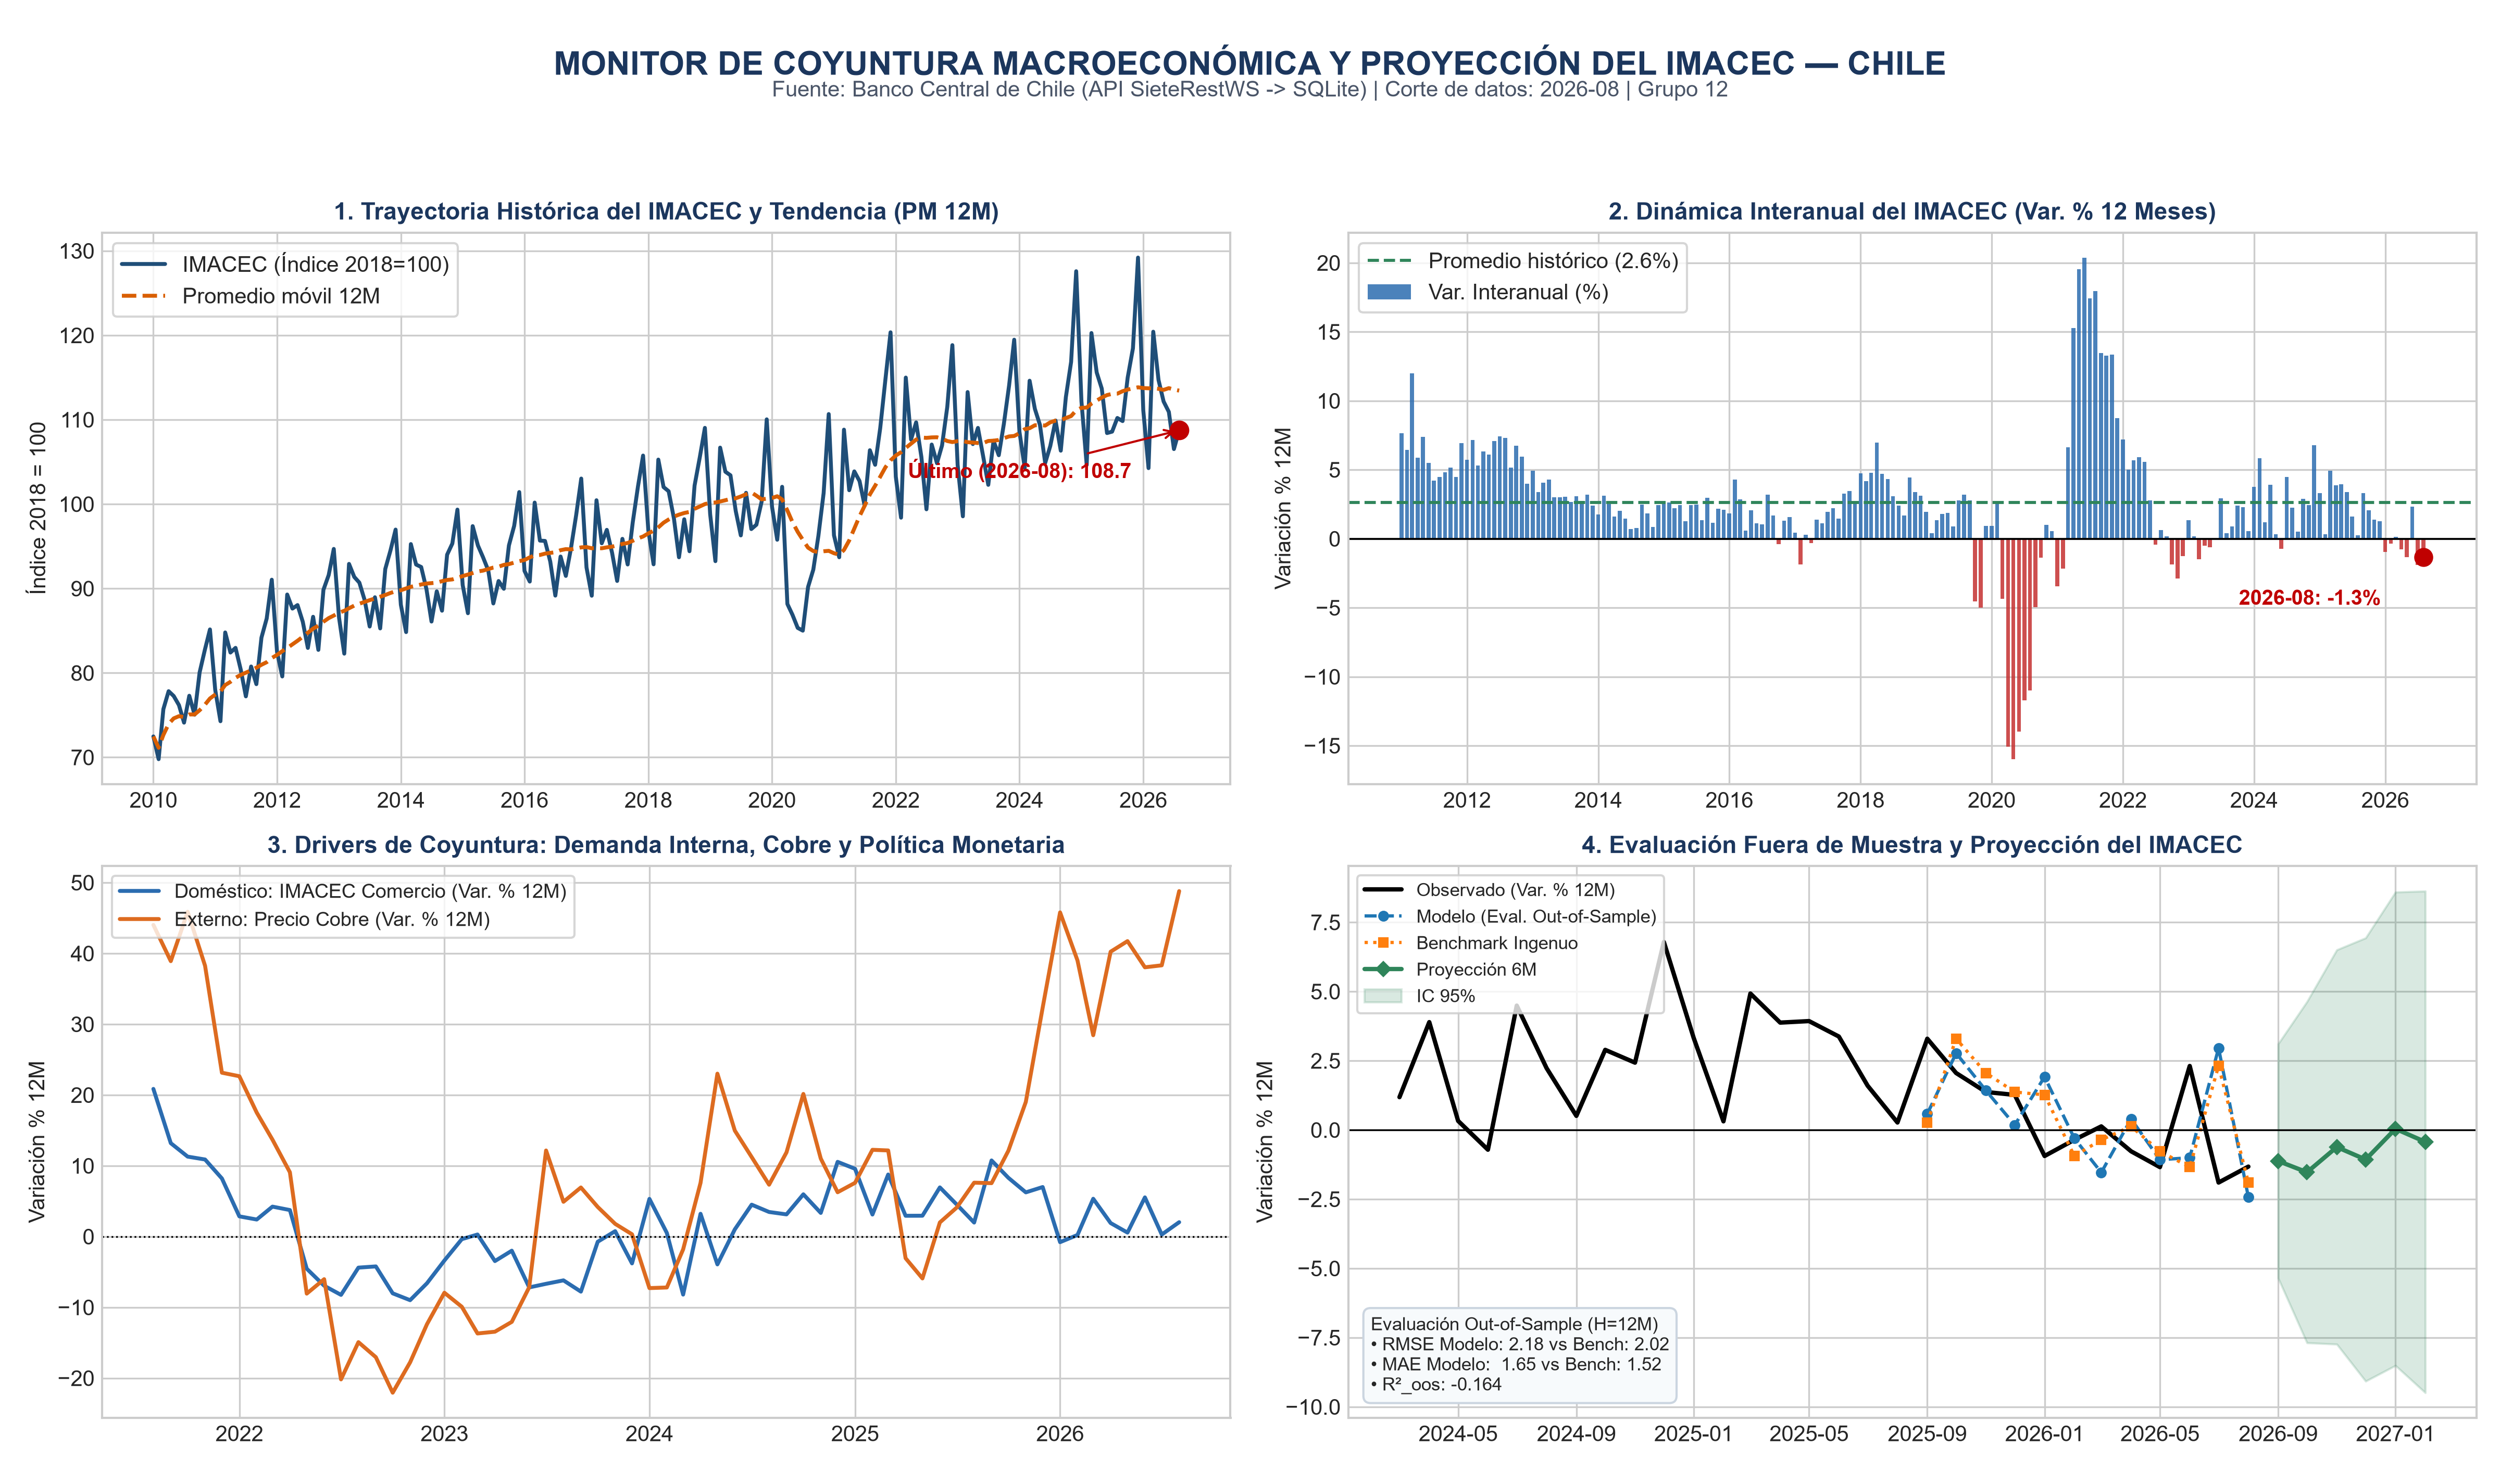 MONITOR DE COYUNTURA MACROECONÓMICA Y PROYECCIÓN DEL IMACEC — CHILE
Fuente: Banco Central de Chile (API SieteRestWS -> SQLite) | Corte de datos: 2026-08 | Grupo 12
1. Trayectoria Histórica del IMACEC y Tendencia (PM 12M)
IMACEC (Índice 2018=100)
Promedio móvil 12M
Último (2026-08): 108.7
Índice 2018 = 100
130
120
110
100
90
80
70
2010 2012 2014 2016 2018 2020 2022 2024 2026
2. Dinámica Interanual del IMACEC (Var. % 12 Meses)
Promedio histórico (2.6%)
Var. Interanual (%)
2026-08: -1.3%
Variación % 12M
20
15
10
5
0
−5
−10
−15
2012 2014 2016 2018 2020 2022 2024 2026
3. Drivers de Coyuntura: Demanda Interna, Cobre y Política Monetaria
Doméstico: IMACEC Comercio (Var. % 12M)
Externo: Precio Cobre (Var. % 12M)
Variación % 12M
50
40
30
20
10
0
−10
−20
2022 2023 2024 2025 2026
4. Evaluación Fuera de Muestra y Proyección del IMACEC
Observado (Var. % 12M)
Modelo (Eval. Out-of-Sample)
Benchmark Ingenuo
Proyección 6M
IC 95%
Variación % 12M
7.5
5.0
2.5
0.0
−2.5
−5.0
−7.5
−10.0
Evaluación Out-of-Sample (H=12M)
• RMSE Modelo: 2.18 vs Bench: 2.02
• MAE Modelo:  1.65 vs Bench: 1.52
• R²_oos: -0.164
2024-05 2024-09 2025-01 2025-05 2025-09 2026-01 2026-05 2026-09 2027-01